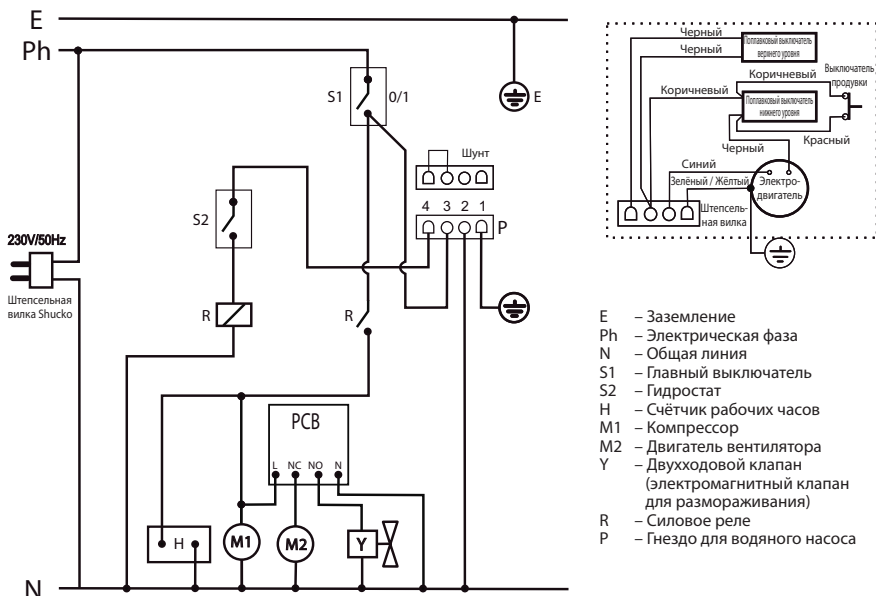 E
Ph
S1
0/1
E
Шунт
4 3 2 1
P
S2
230V/50Hz
Штепсельная
вилка Shucko
R
R
PCB
L NC NO N
H
M1
M2
Y
N
Черный
Поплавковый выключатель
верхнего уровня
Черный
Коричневый
Выключатель
продувки
Коричневый
Поплавковый выключатель
нижнего уровня
Черный
Красный
Синий
Зелёный / Жёлтый
Электро-
двигатель
Штепсель-
ная вилка
E – Заземление
Ph – Электрическая фаза
N – Общая линия
S1 – Главный выключатель
S2 – Гидростат
H – Счётчик рабочих часов
M1 – Компрессор
M2 – Двигатель вентилятора
Y – Двухходовой клапан
(электромагнитный клапан
для размораживания)
R – Силовое реле
P – Гнездо для водяного насоса